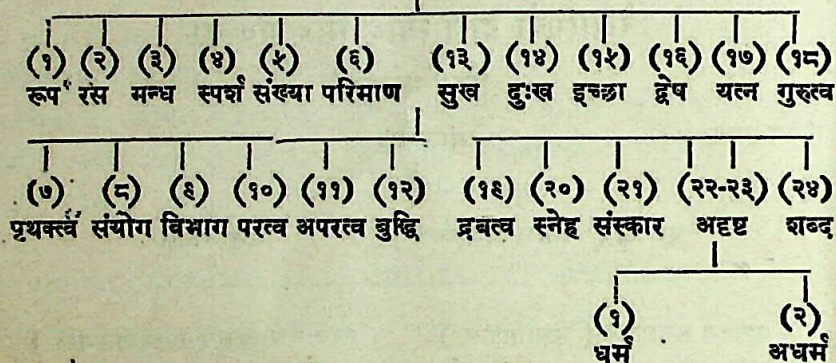 (१) (२) (३) (४) (५) (६) (१३) (१४) (१५) (१६) (१७) (१८)
रूप रस मन्ध स्पर्श संख्या परिमाण सुख दुःख इच्छा द्वेष यत्न गुरुत्व
(७) (८) (९) (१०) (११) (१२) (१९) (२०) (२१) (२२-२३) (२४)
पृथक्त्वं संयोग विभाग परत्व अपरत्व बुद्धि द्रबत्व स्नेह संस्कार अदृष्ट शब्द
(१) (२)
धर्म अधर्म